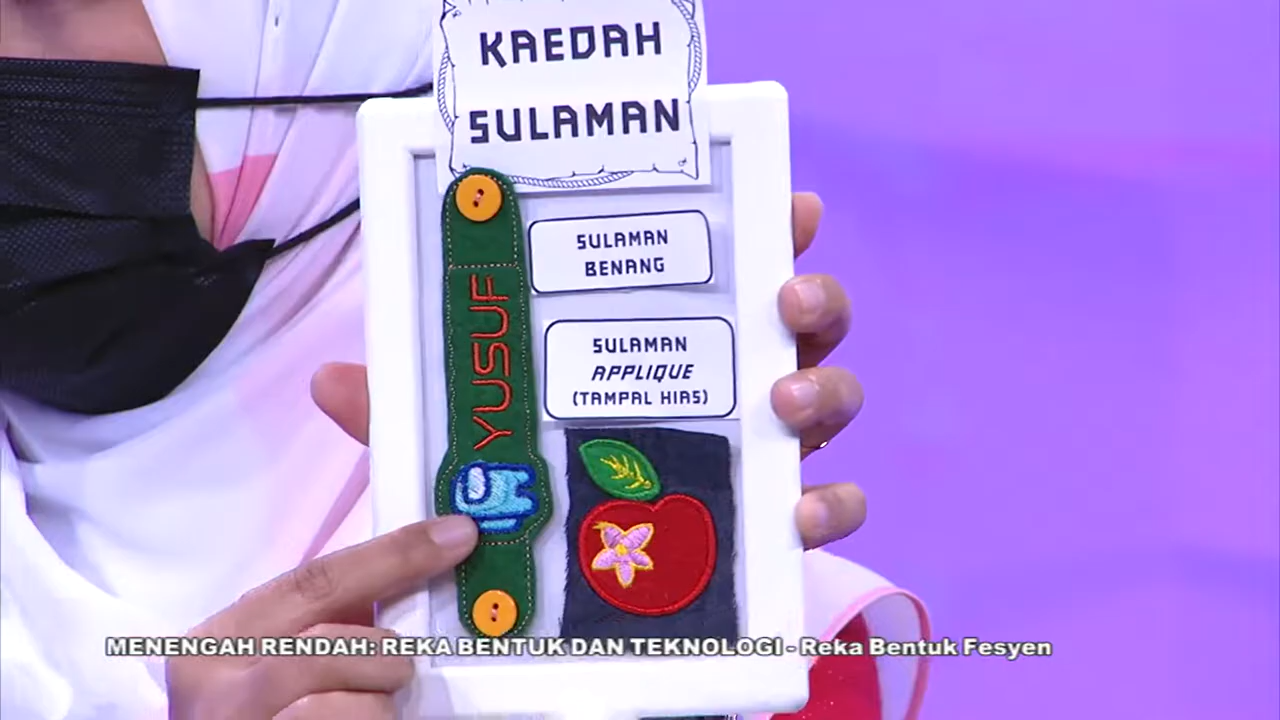 KAEDAH
SULAMAN
SULAMAN
BENANG
YUSUF
SULAMAN
APPLIQUE
(TAMPAL HIAS)
MENENGAH RENDAH: REKA BENTUK DAN TEKNOLOGI - Reka Bentuk Fesyen